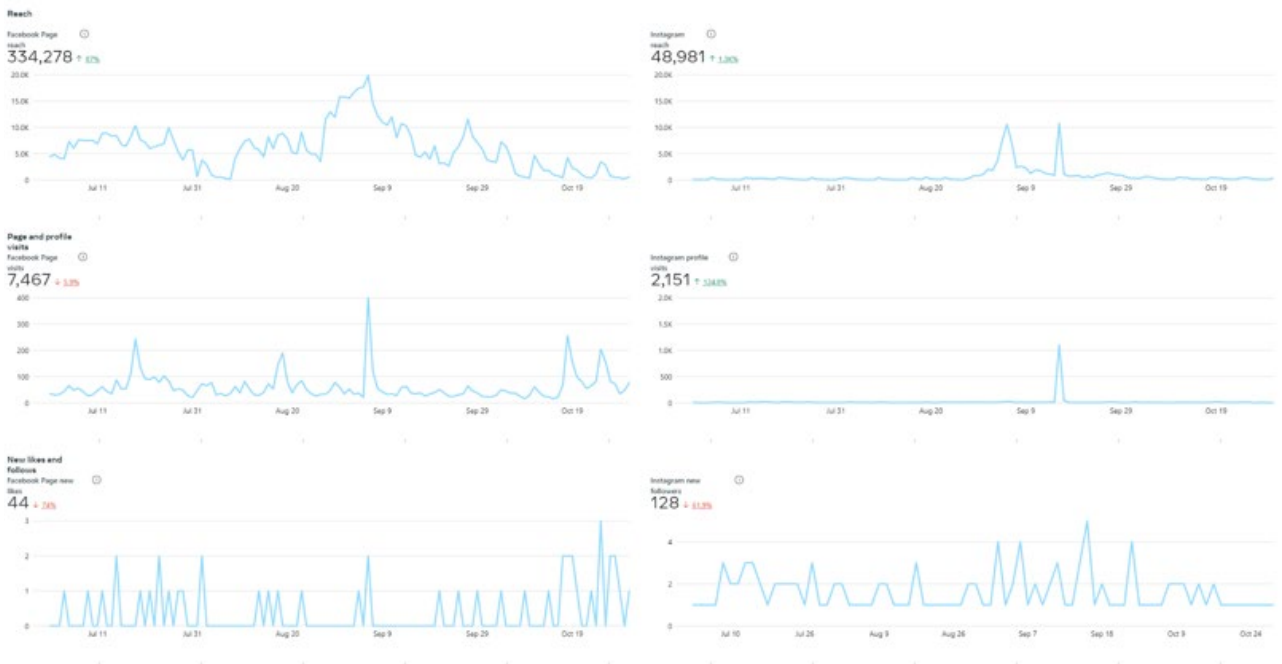 Reach
Facebook Page
reach
334,278 ↑
20.0K
15.0K
10.0K
5.0K
0
Jul 11 Jul 31 Aug 20 Sep 9 Sep 29 Oct 19
Instagram
reach
48,981 ↑
20.0K
15.0K
10.0K
5.0K
0
Jul 11 Jul 31 Aug 20 Sep 9 Sep 29 Oct 19
Page and profile
visits
Facebook Page
visits
7,467 ↓
400
300
200
100
0
Jul 11 Jul 31 Aug 20 Sep 9 Sep 29 Oct 19
Instagram profile
visits
2,151 ↑
2.0K
1.5K
1.0K
500
0
Jul 11 Jul 31 Aug 20 Sep 9 Sep 29 Oct 19
New likes and
follows
Facebook Page new
likes
44 ↓ 74%
3
2
1
0
Jul 11 Jul 31 Aug 20 Sep 9 Sep 29 Oct 19
Instagram new
followers
128 ↓
4
2
0
Jul 10 Jul 26 Aug 9 Aug 26 Sep 7 Sep 18 Oct 9 Oct 24